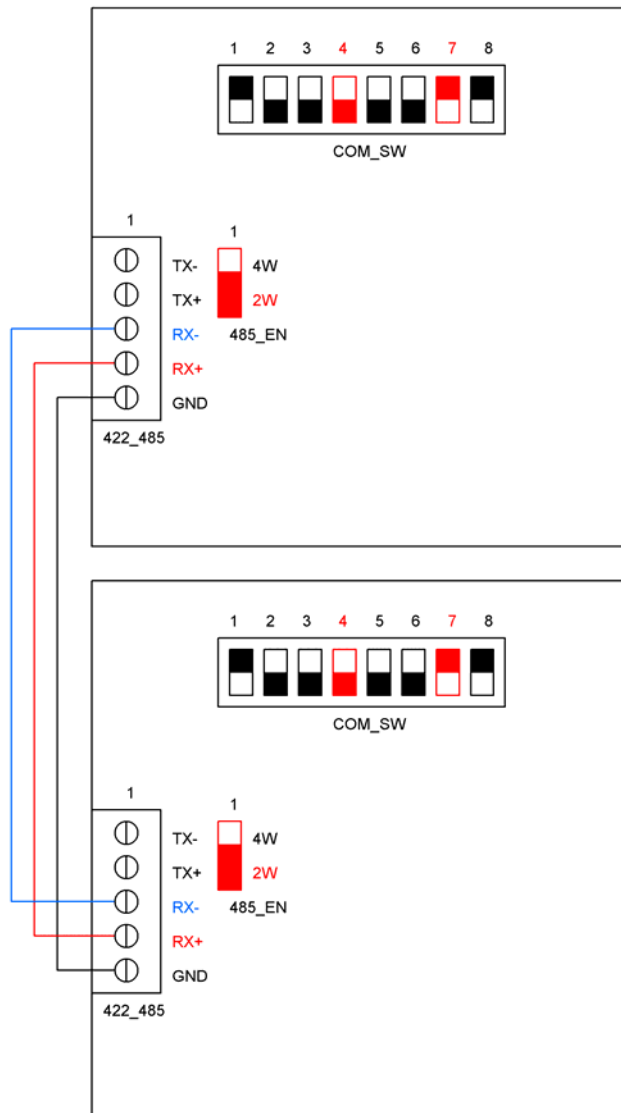 1 2 3 4 5 6 7 8
COM_SW
1
1
TX- 4W
TX+ 2W
RX- 485_EN
RX+
GND
422_485
1 2 3 4 5 6 7 8
COM_SW
1
1
TX- 4W
TX+ 2W
RX- 485_EN
RX+
GND
422_485